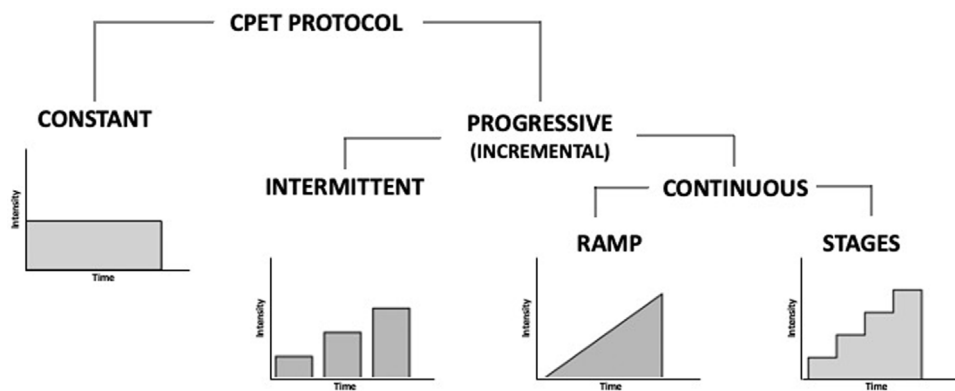 CPET PROTOCOL
CONSTANT
PROGRESSIVE
(INCREMENTAL)
INTERMITTENT
CONTINUOUS
RAMP
STAGES
Intensity
Time
Intensity
Time
Intensity
Time
Intensity
Time